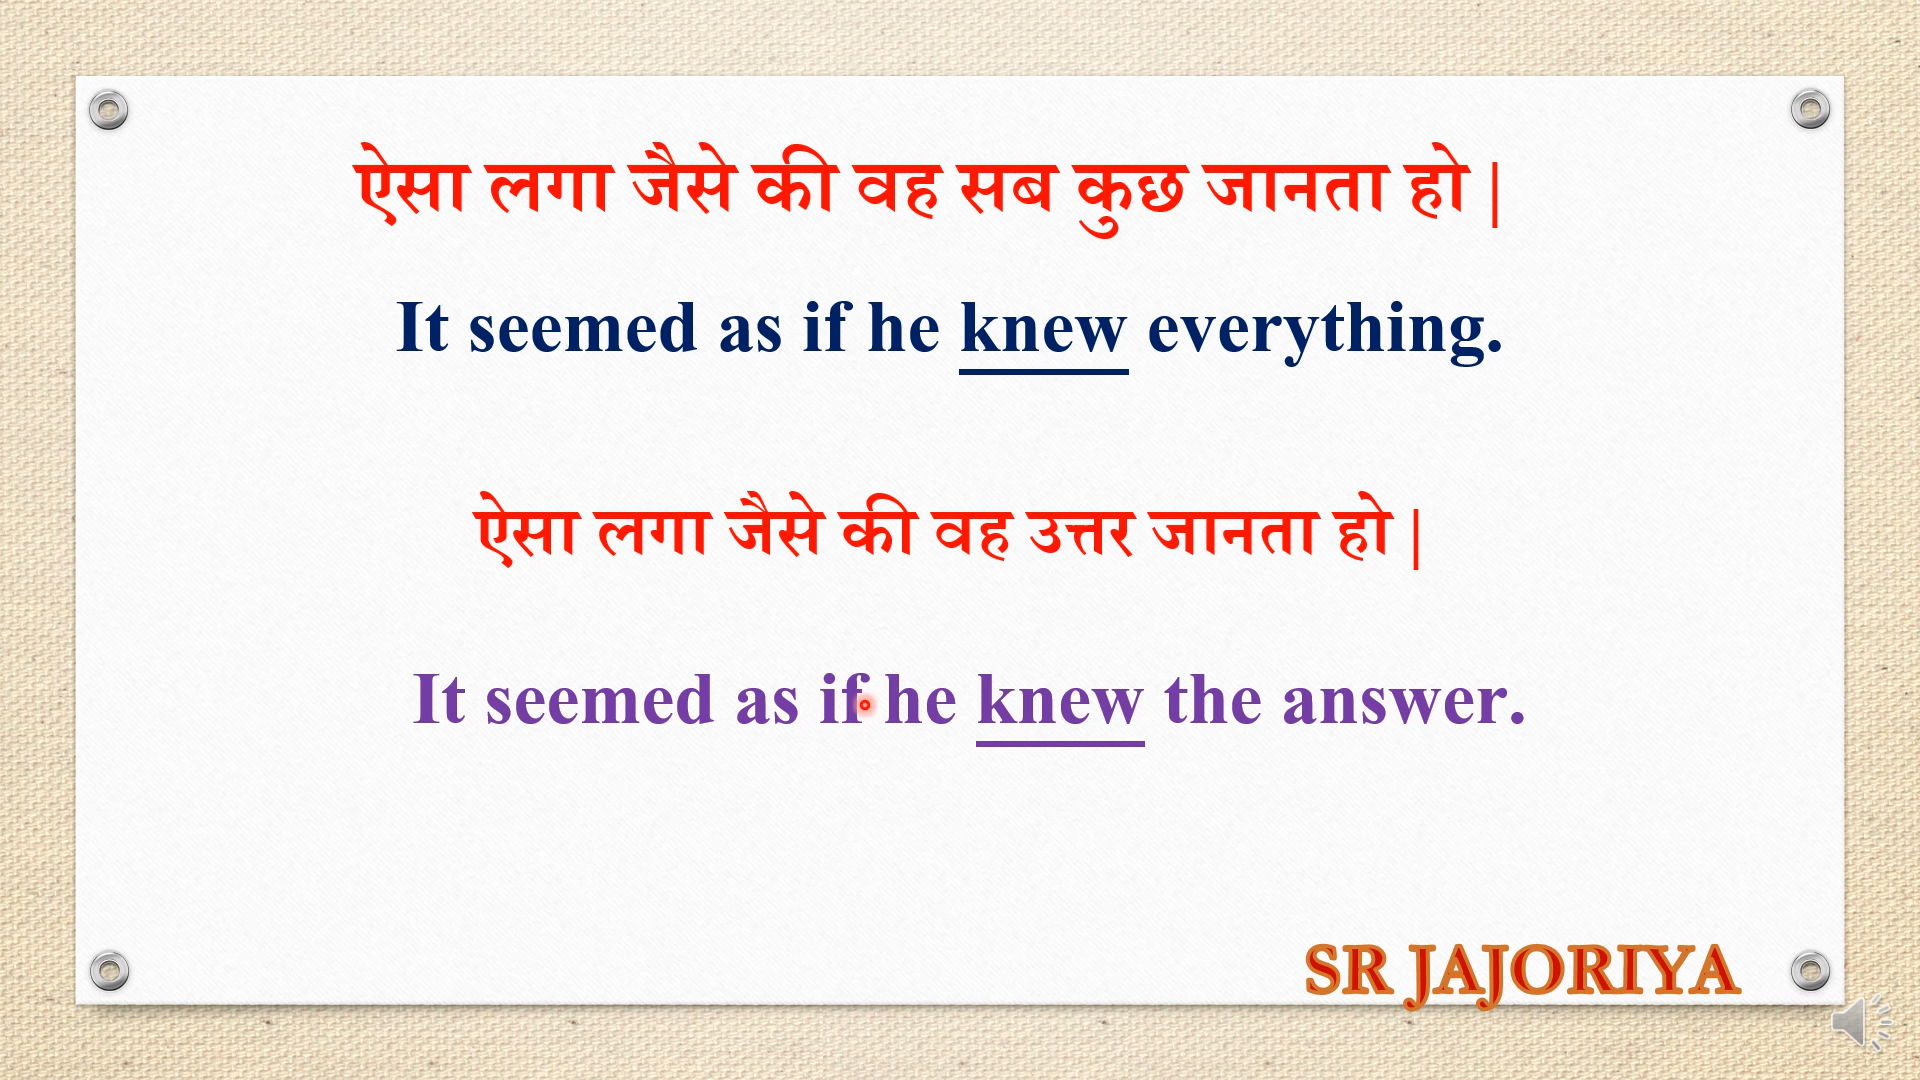 ऐसा लगा जैसे की वह सब कुछ जानता हो |
It seemed as if he knew everything.
ऐसा लगा जैसे की वह उत्तर जानता हो |
It seemed as if he knew the answer.
SR JAJORIYA